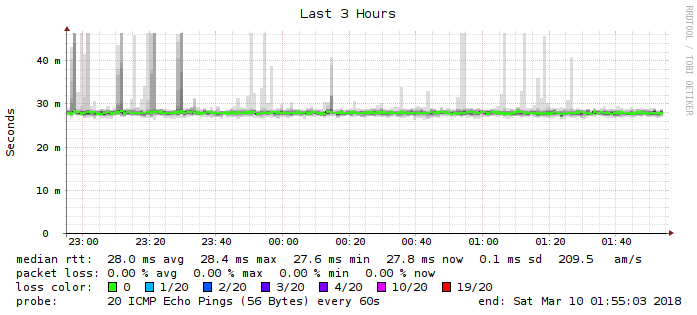 Last 3 Hours
RRDTOOL / TOBI OETIKER
Seconds
40 m
30 m
20 m
10 m
0
23:00 23:20 23:40 00:00 00:20 00:40 01:00 01:20 01:40
median rtt: 28.0 ms avg 28.4 ms max 27.6 ms min 27.8 ms now 0.1 ms sd 209.5 am/s
packet loss: 0.00 % avg 0.00 % max 0.00 % min 0.00 % now
loss color: 0 1/20 2/20 3/20 4/20 10/20 19/20
probe: 20 ICMP Echo Pings (56 Bytes) every 60s end: Sat Mar 10 01:55:03 2018